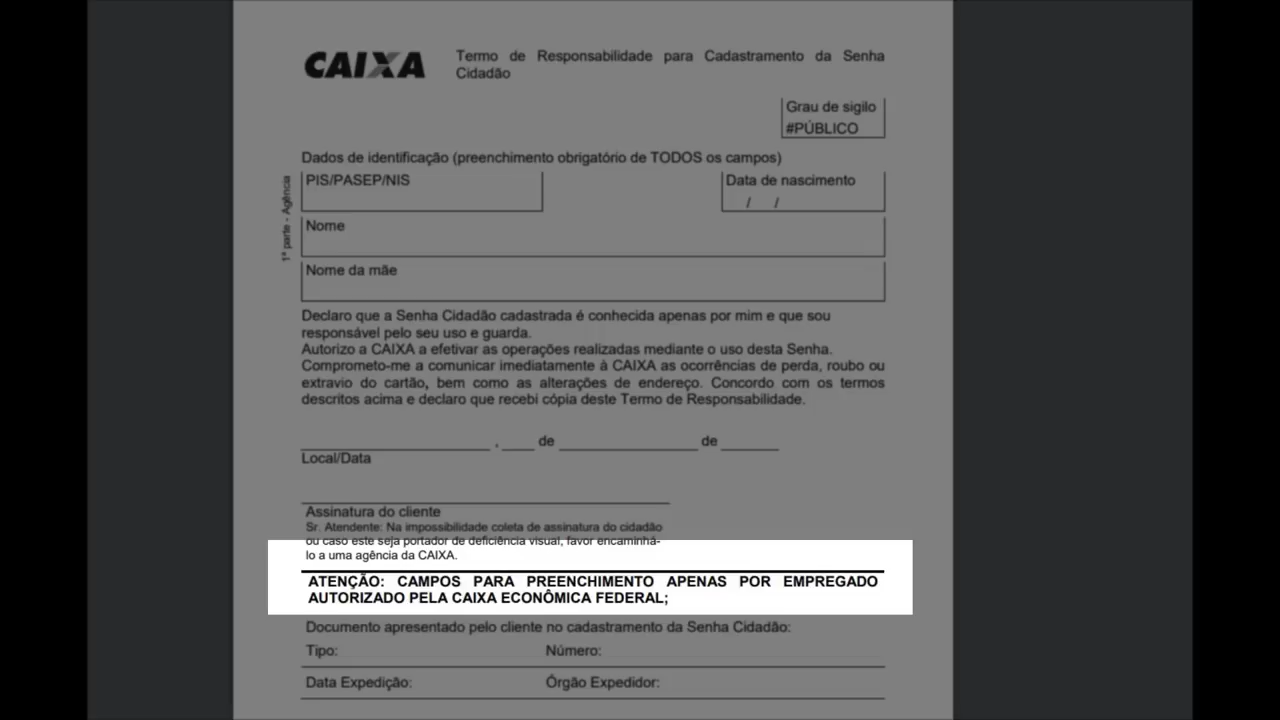 CAIXA
Termo de Responsabilidade para Cadastramento da Senha
Cidadão
Grau de sigilo
#PÚBLICO
Dados de identificação (preenchimento obrigatório de TODOS os campos)
1ª parte - Agência
PIS/PASEP/NIS
Data de nascimento
/ /
Nome
Nome da mãe
Declaro que a Senha Cidadão cadastrada é conhecida apenas por mim e que sou
responsável pelo seu uso e guarda.
Autorizo a CAIXA a efetivar as operações realizadas mediante o uso desta Senha.
Comprometo-me a comunicar imediatamente à CAIXA as ocorrências de perda, roubo ou
extravio do cartão, bem como as alterações de endereço. Concordo com os termos
descritos acima e declaro que recebi cópia deste Termo de Responsabilidade.
, de de
Local/Data
Assinatura do cliente
Sr. Atendente: Na impossibilidade coleta de assinatura do cidadão
ou caso este seja portador de deficiência visual, favor encaminhá-
lo a uma agência da CAIXA.
ATENÇÃO: CAMPOS PARA PREENCHIMENTO APENAS POR EMPREGADO
AUTORIZADO PELA CAIXA ECONÔMICA FEDERAL;
Documento apresentado pelo cliente no cadastramento da Senha Cidadão:
Tipo: Número:
Data Expedição: Órgão Expedidor: